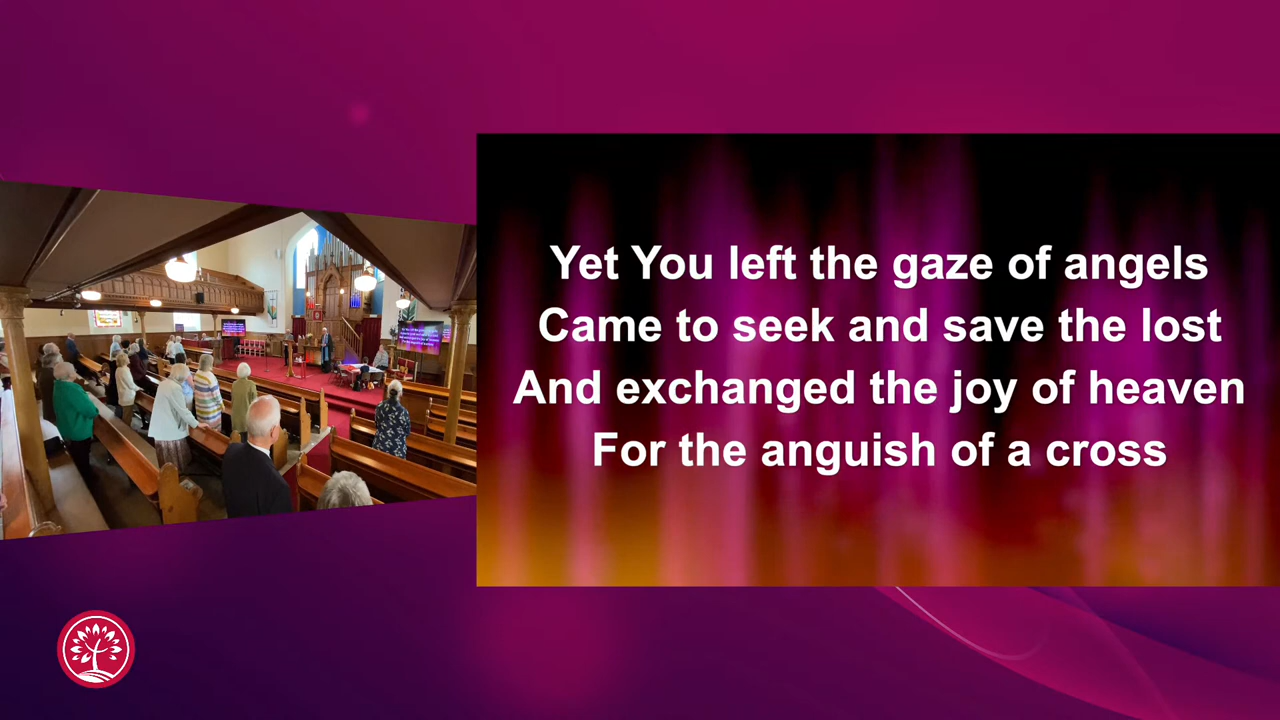 Yet You left the gaze of angels
Came to seek and save the lost
And exchanged the joy of heaven
For the anguish of a cross